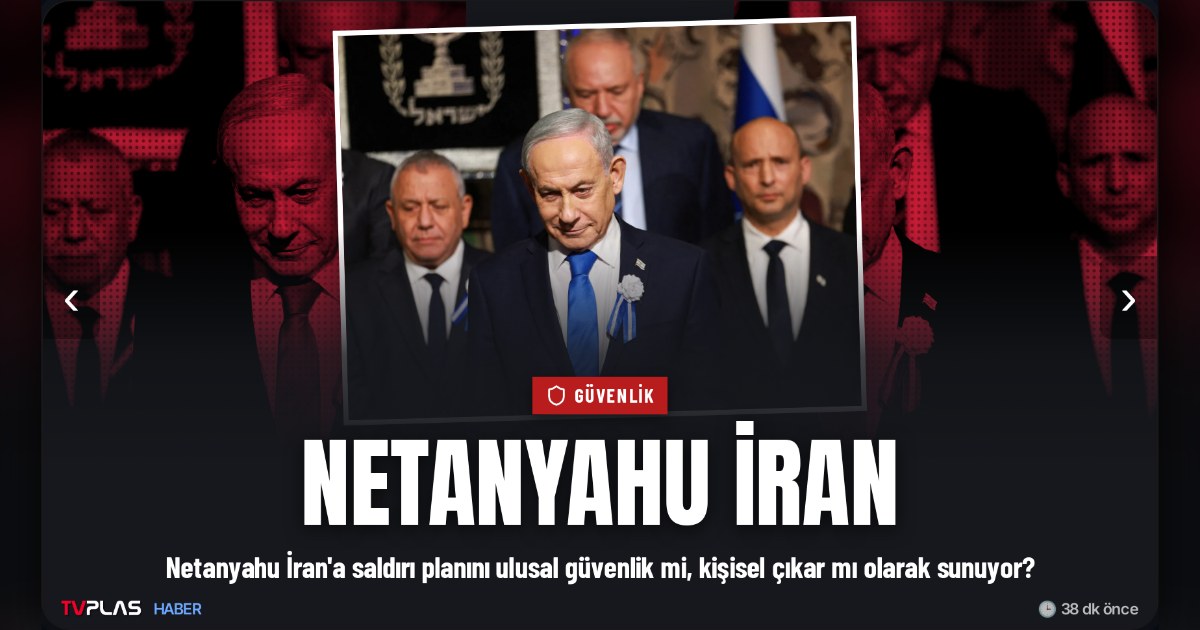 ישראל
GÜVENLİK
NETANYAHU İRAN
Netanyahu İran'a saldırı planını ulusal güvenlik mi, kişisel çıkar mı olarak sunuyor?
TVPLAS HABER
38 dk önce